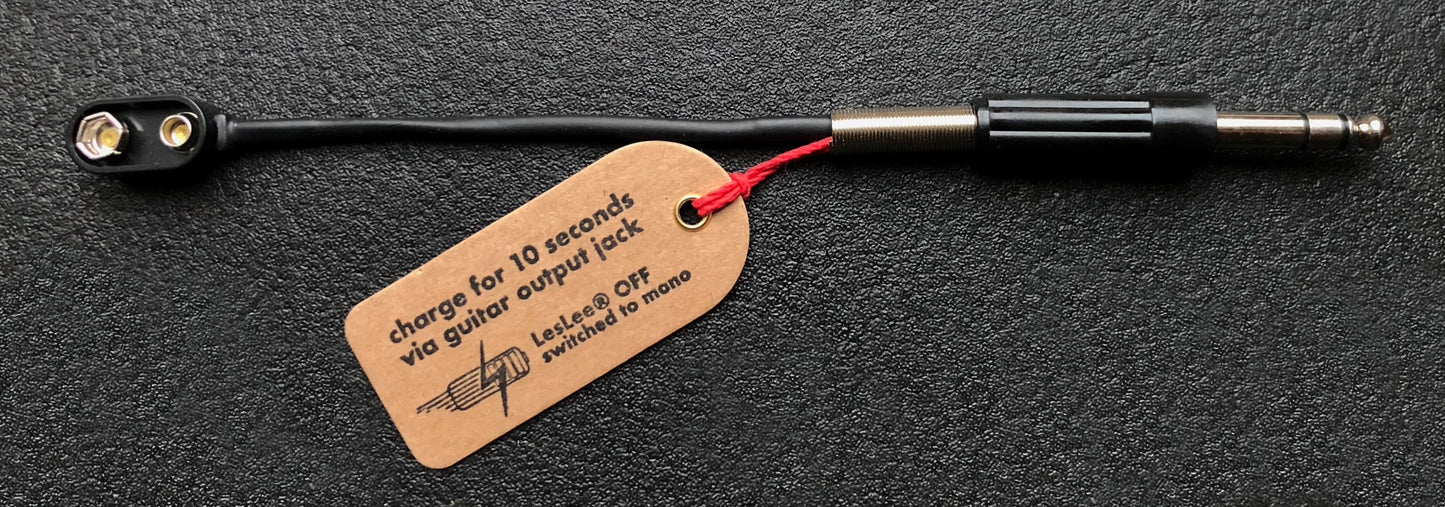 charge for 10 seconds
via guitar output jack
LesLee® OFF
switched to mono